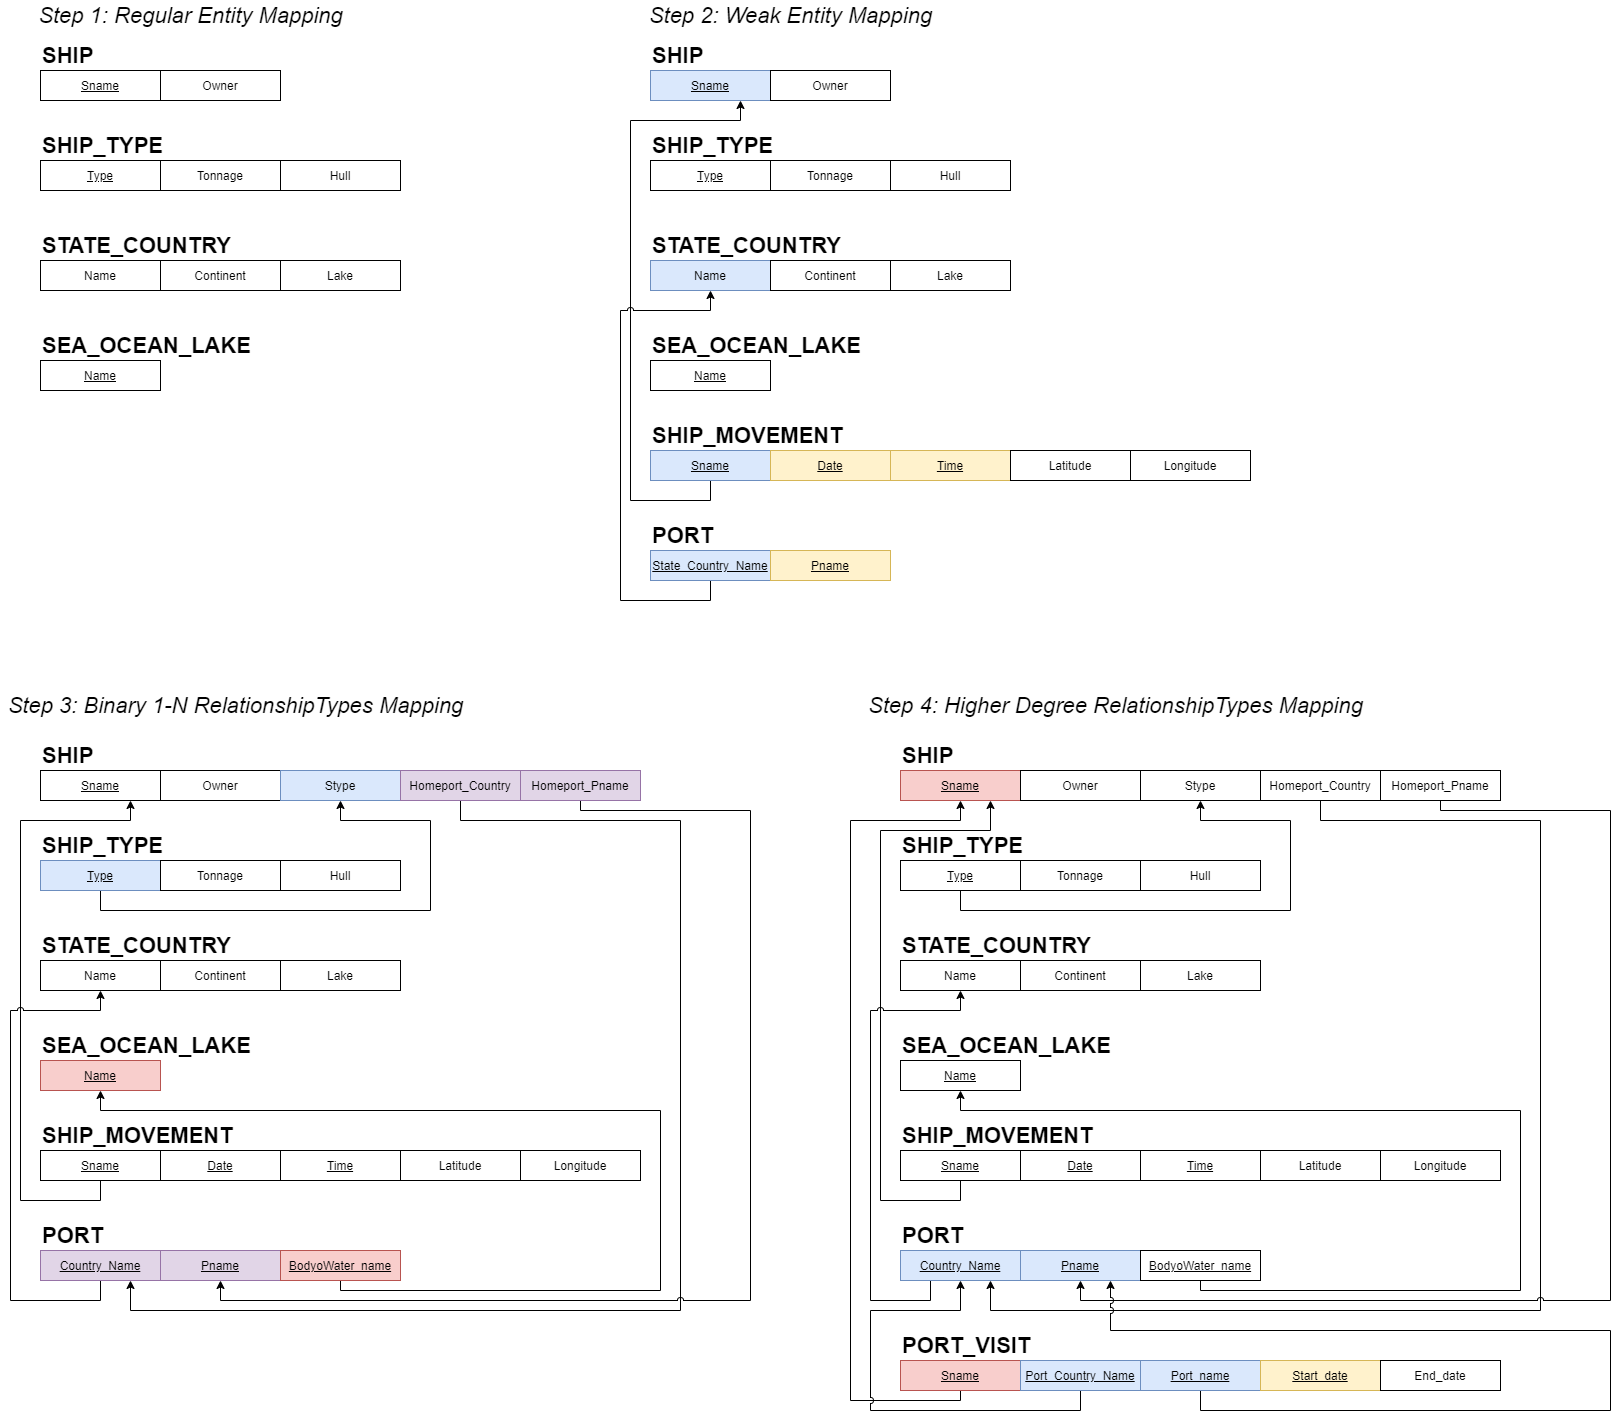 Step 1: Regular Entity Mapping
SHIP
Sname Owner
SHIP_TYPE
Type Tonnage Hull
STATE_COUNTRY
Name Continent Lake
SEA_OCEAN_LAKE
Name
Step 2: Weak Entity Mapping
SHIP
Sname Owner
SHIP_TYPE
Type Tonnage Hull
STATE_COUNTRY
Name Continent Lake
SEA_OCEAN_LAKE
Name
SHIP_MOVEMENT
Sname Date Time Latitude Longitude
PORT
State_Country_Name Pname
Step 3: Binary 1-N RelationshipTypes Mapping
SHIP
Sname Owner Stype Homeport_Country Homeport_Pname
SHIP_TYPE
Type Tonnage Hull
STATE_COUNTRY
Name Continent Lake
SEA_OCEAN_LAKE
Name
SHIP_MOVEMENT
Sname Date Time Latitude Longitude
PORT
Country_Name Pname BodyoWater_name
Step 4: Higher Degree RelationshipTypes Mapping
SHIP
Sname Owner Stype Homeport_Country Homeport_Pname
SHIP_TYPE
Type Tonnage Hull
STATE_COUNTRY
Name Continent Lake
SEA_OCEAN_LAKE
Name
SHIP_MOVEMENT
Sname Date Time Latitude Longitude
PORT
Country_Name Pname BodyoWater_name
PORT_VISIT
Sname Port_Country_Name Port_name Start_date End_date